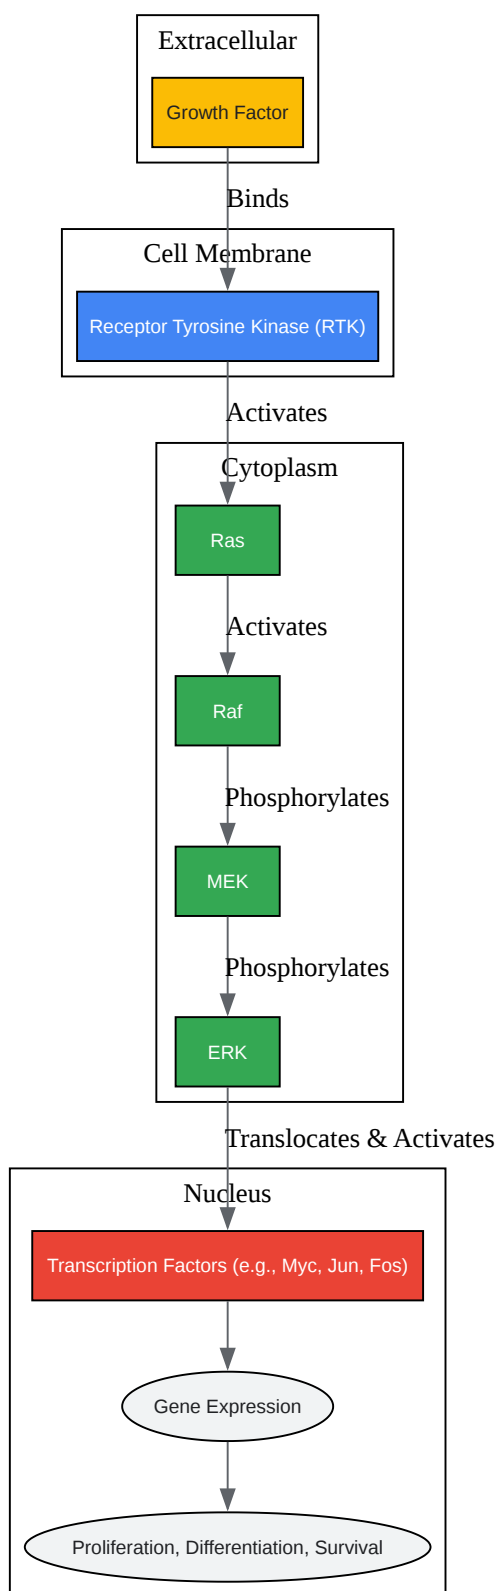 Extracellular
Growth Factor
Binds
Cell Membrane
Receptor Tyrosine Kinase (RTK)
Activates
Cytoplasm
Ras
Activates
Raf
Phosphorylates
MEK
Phosphorylates
ERK
Translocates & Activates
Nucleus
Transcription Factors (e.g., Myc, Jun, Fos)
Gene Expression
Proliferation, Differentiation, Survival